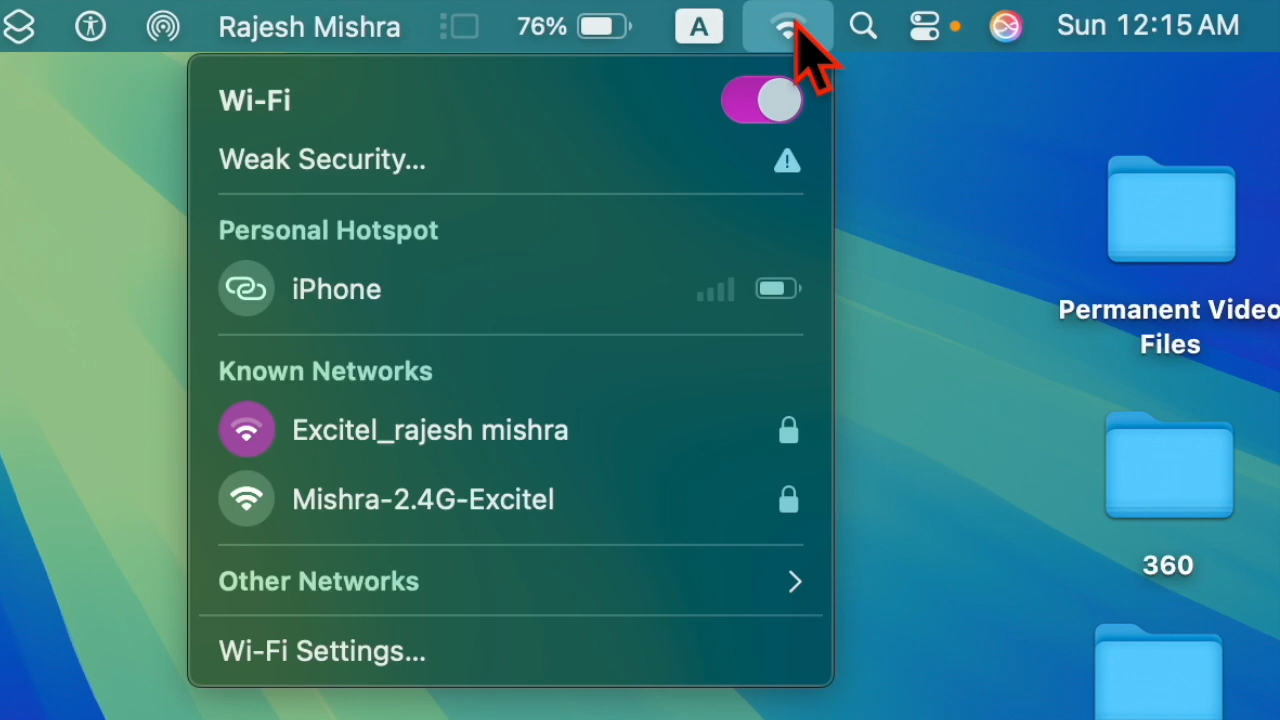 Rajesh Mishra 76% A Sun 12:15 AM
Wi-Fi
Weak Security...
Personal Hotspot
iPhone
Known Networks
Excitel_rajesh mishra
Mishra-2.4G-Excitel
Other Networks
Wi-Fi Settings...
Permanent Video
Files
360